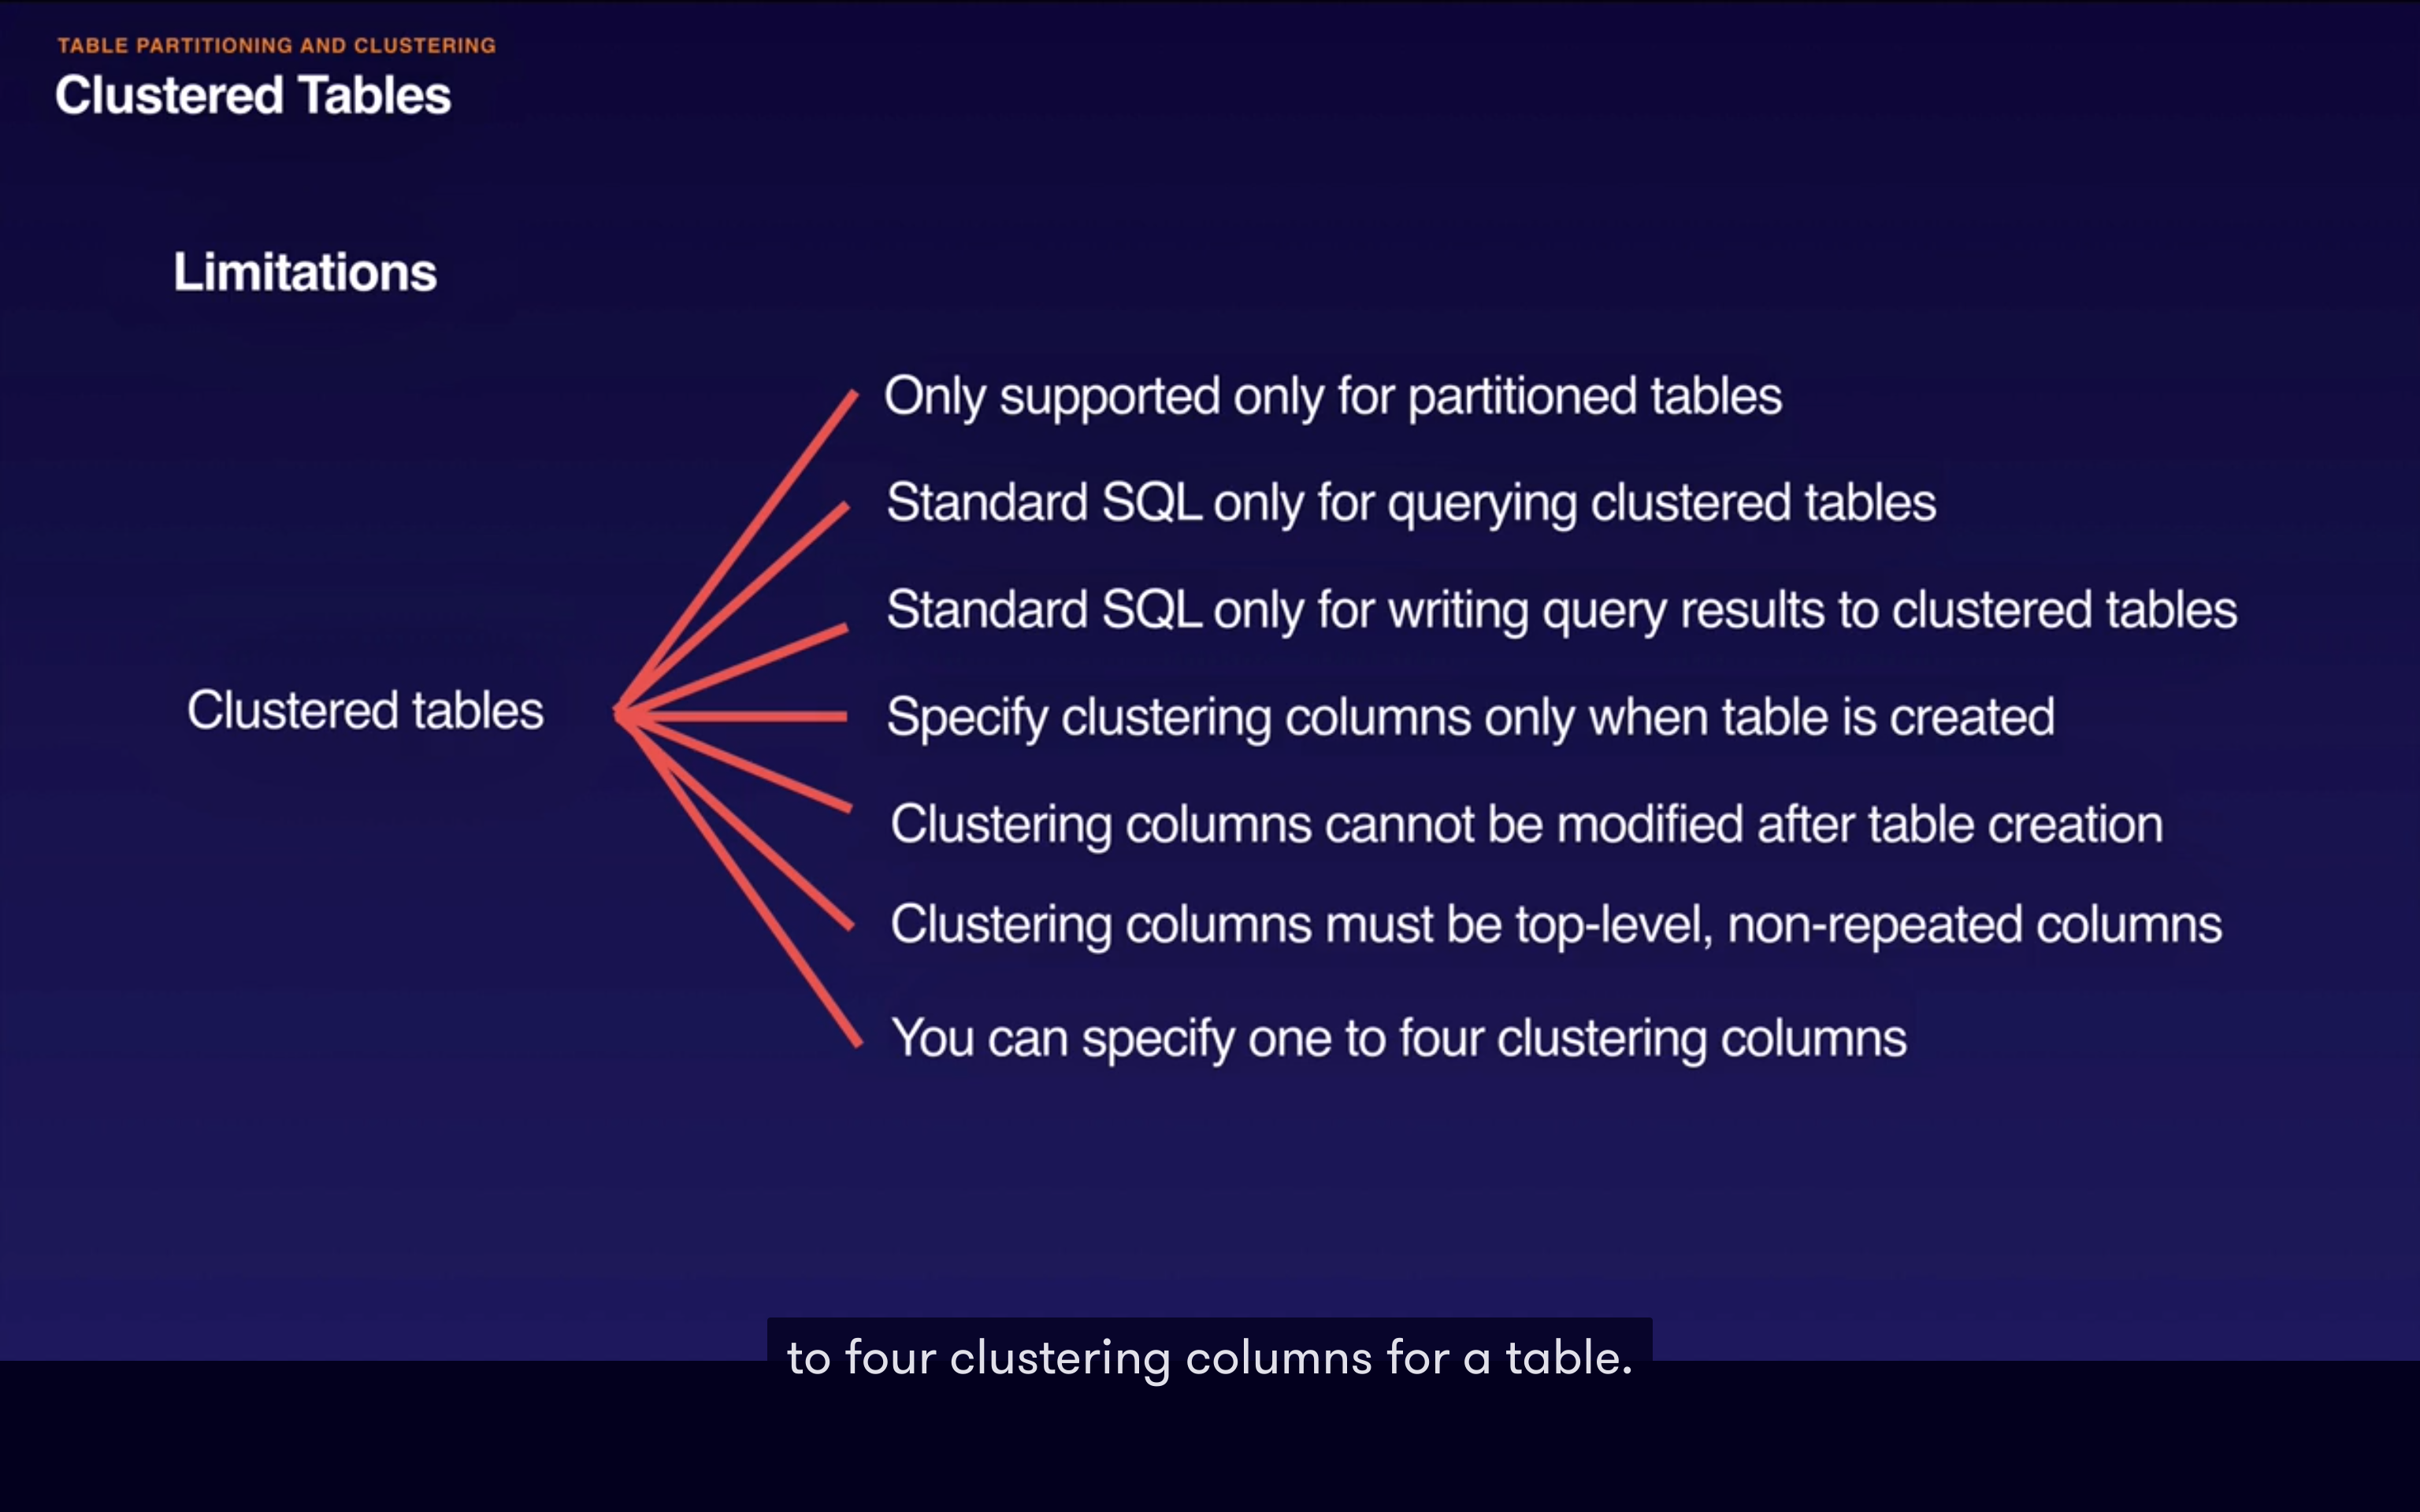 TABLE PARTITIONING AND CLUSTERING
Clustered Tables
Limitations
Only supported only for partitioned tables
Standard SQL only for querying clustered tables
Standard SQL only for writing query results to clustered tables
Clustered tables
Specify clustering columns only when table is created
Clustering columns cannot be modified after table creation
Clustering columns must be top-level, non-repeated columns
You can specify one to four clustering columns
to four clustering columns for a table.